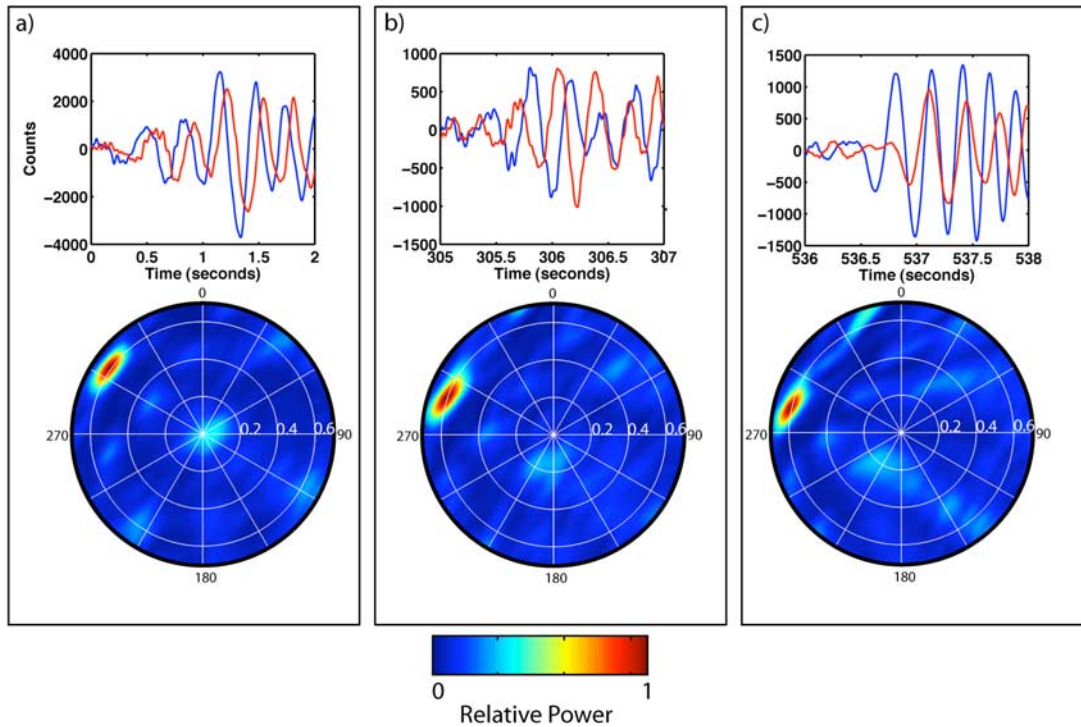 a)
4000
2000
0
−2000
−4000
Counts
0 0.5 1 1.5 2
Time (seconds)
0
270
0.2 0.4 0.6
90
180
b)
1000
500
0
−500
−1000
−1500
305 305.5 306 306.5 307
Time (seconds)
0
270
0.2 0.4 0.6
90
180
c)
1500
1000
500
0
−500
−1000
−1500
536 536.5 537 537.5 538
Time (seconds)
0
270
0.2 0.4 0.6
90
180
0 1
Relative Power